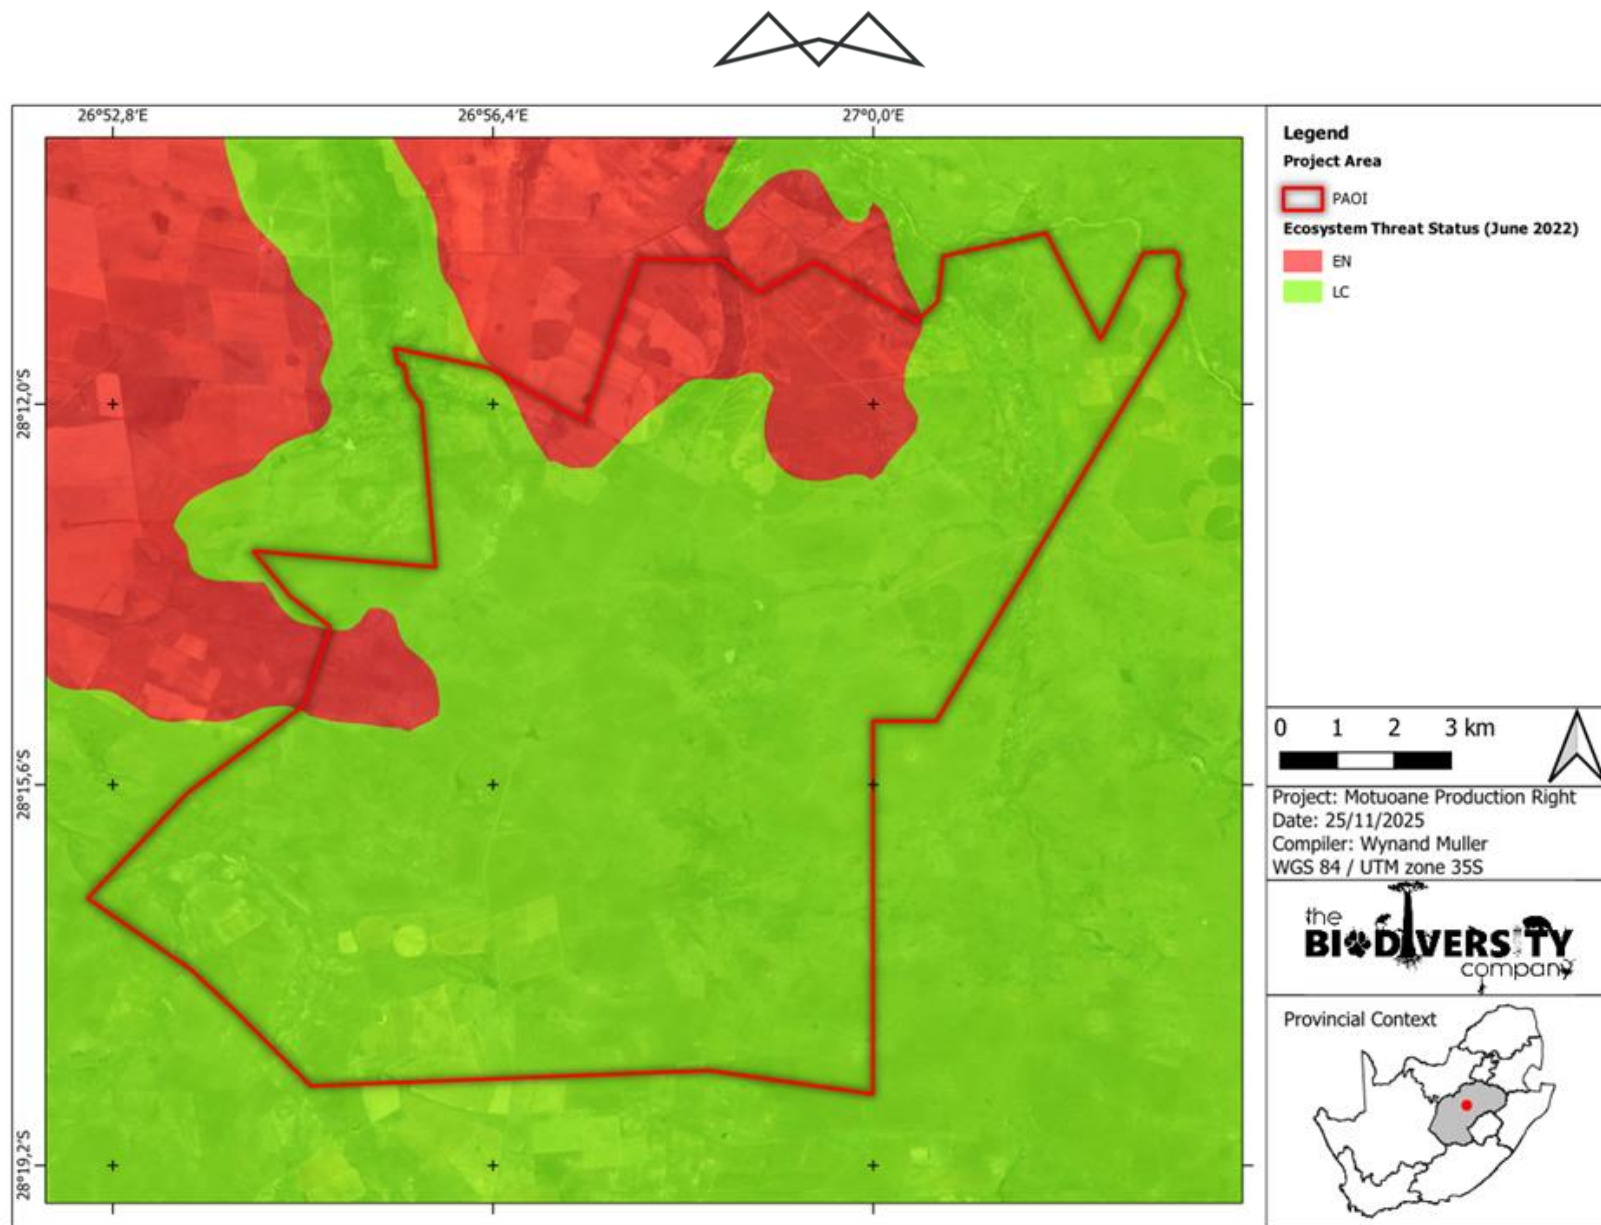 26°52,8'E
26°56,4'E
27°0,0'E
28°12,0'S
28°15,6'S
28°19,2'S
Legend
Project Area
PAOI
Ecosystem Threat Status (June 2022)
EN
LC
0 1 2 3 km
Project: Motuoane Production Right
Date: 25/11/2025
Compiler: Wynand Muller
WGS 84 / UTM zone 35S
the
BIODIVERSITY
company
Provincial Context